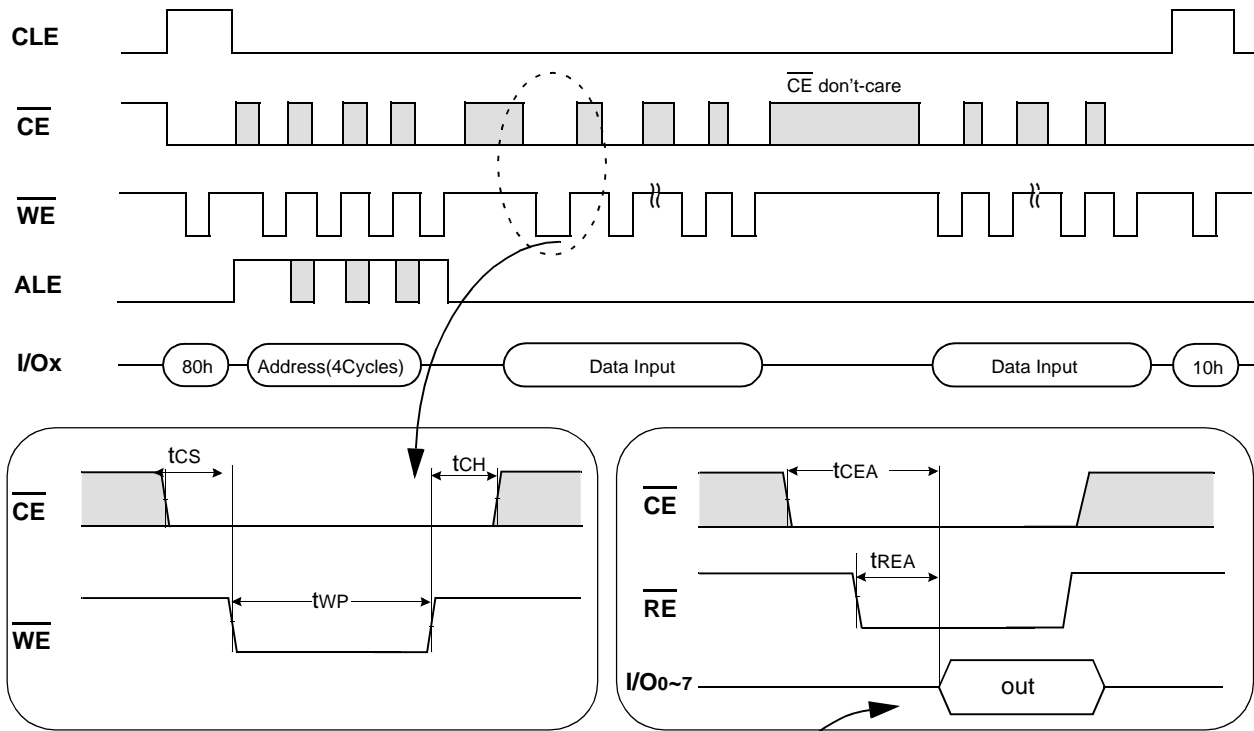 CLE
CE don't-care
CE
WE
ALE
I/Ox
80h
Address(4Cycles)
Data Input
Data Input
10h
tCS
tCH
CE
tWP
WE
tCEA
CE
tREA
RE
I/O0~7
out